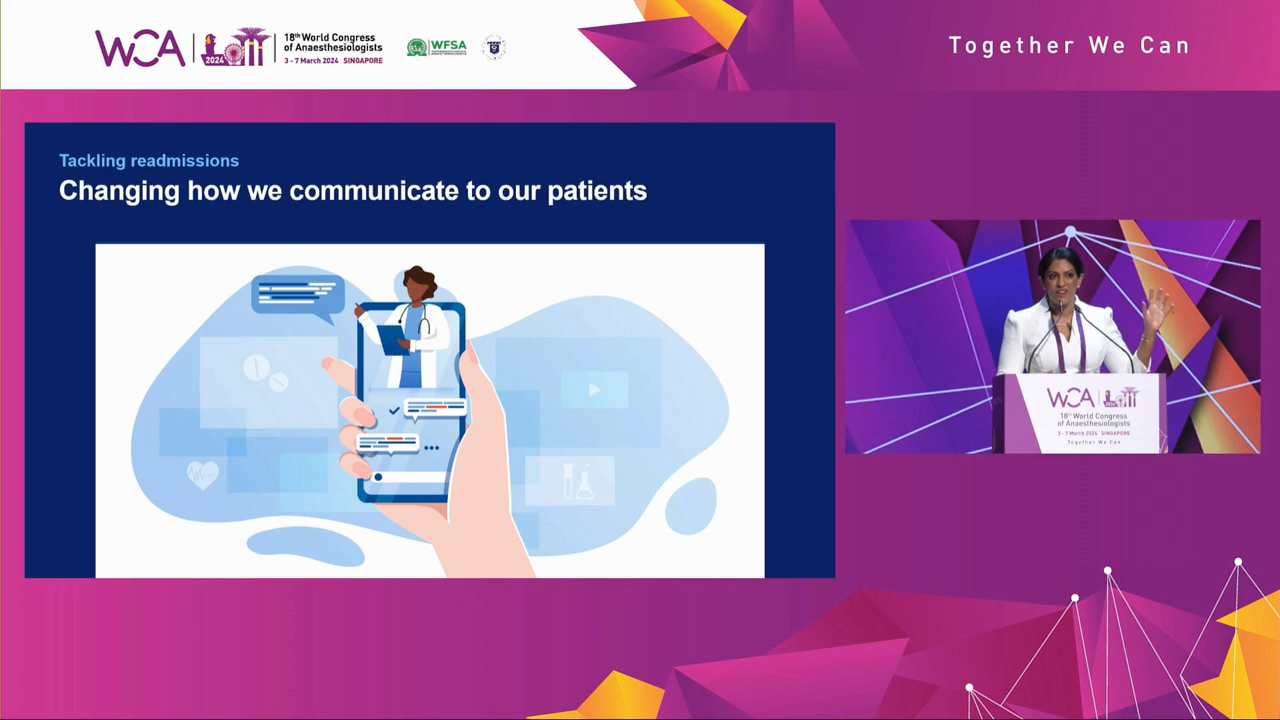 WCA
2024
18th World Congress
of Anaesthesiologists
3 - 7 March 2024 SINGAPORE
WFSA
Together We Can
Tackling readmissions
Changing how we communicate to our patients
WCA
18th World Congress
of Anaesthesiologists
3 - 7 March 2024 SINGAPORE
Together We Can